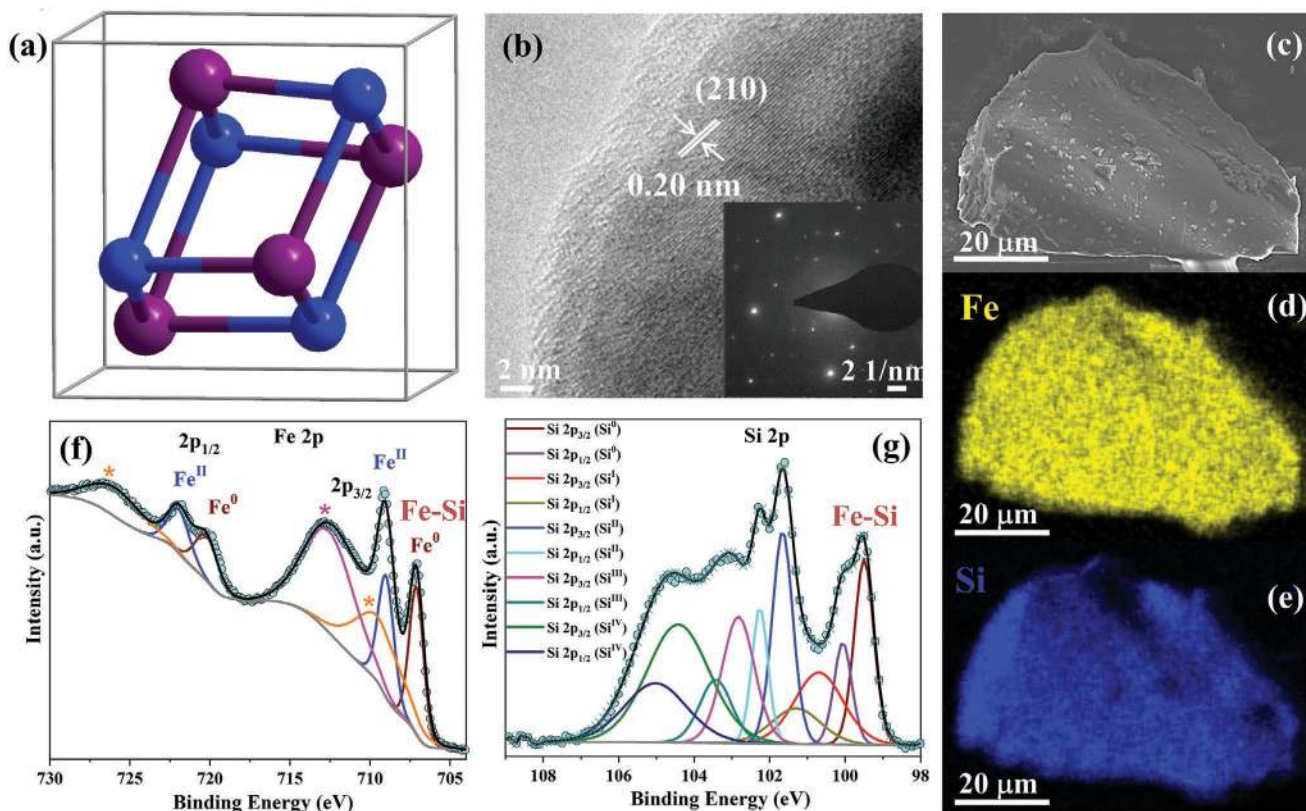 (a)
(b)
(210)
0.20 nm
2 nm
2 1/nm
(c)
20 μm
Fe
(d)
20 μm
Si
(e)
20 μm
(f)
2p1/2
Fe 2p
FeII
*
Fe0
2p3/2
*
*
FeII
Fe-Si
Fe0
Intensity (a.u.)
730 725 720 715 710 705
Binding Energy (eV)
(g)
Si 2p
Si 2p3/2 (Si0)
Si 2p1/2 (Si0)
Si 2p3/2 (SiI)
Si 2p1/2 (SiI)
Si 2p3/2 (SiII)
Si 2p1/2 (SiII)
Si 2p3/2 (SiIII)
Si 2p1/2 (SiIII)
Si 2p3/2 (SiIV)
Si 2p1/2 (SiIV)
Fe-Si
Intensity (a.u.)
108 106 104 102 100 98
Binding Energy (eV)